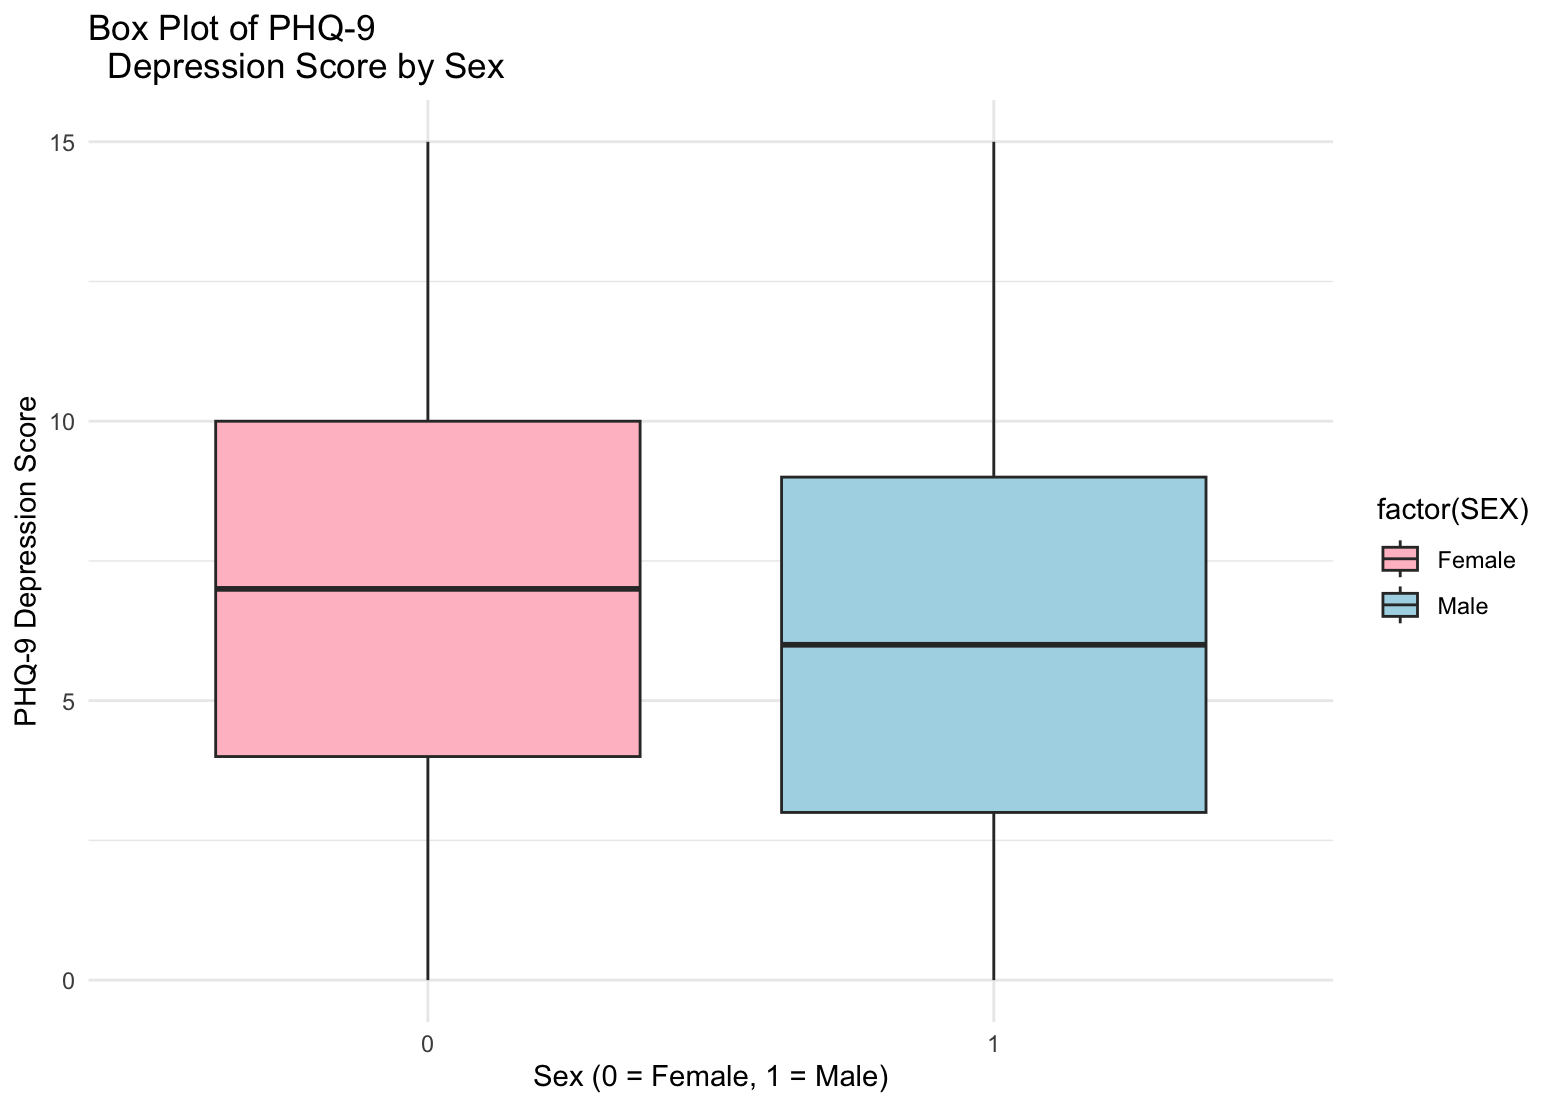 Box Plot of PHQ-9
Depression Score by Sex
PHQ-9 Depression Score
15
10
5
0
0
1
Sex (0 = Female, 1 = Male)
factor(SEX)
Female
Male